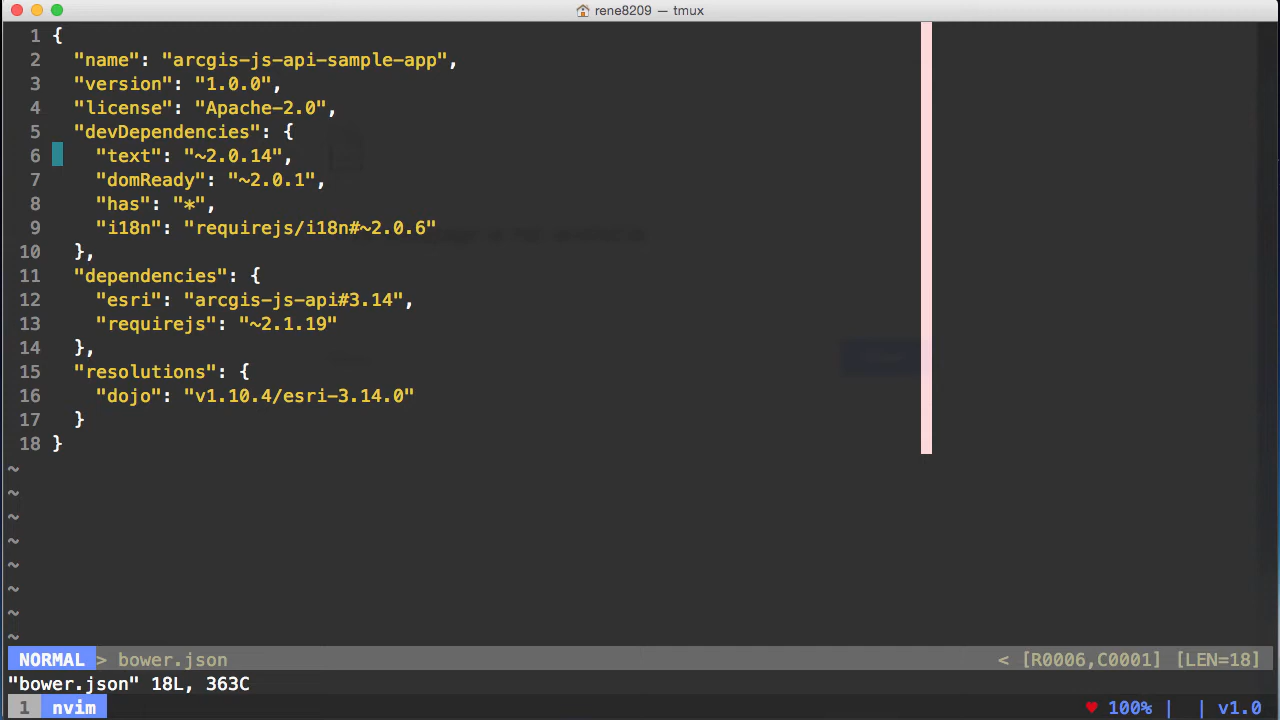 rene8209 — tmux
1 {
2   "name": "arcgis-js-api-sample-app",
3   "version": "1.0.0",
4   "license": "Apache-2.0",
5   "devDependencies": {
6     "text": "~2.0.14",
7     "domReady": "~2.0.1",
8     "has": "*",
9     "i18n": "requirejs/i18n#~2.0.6"
10   },
11   "dependencies": {
12     "esri": "arcgis-js-api#3.14",
13     "requirejs": "~2.1.19"
14   },
15   "resolutions": {
16     "dojo": "v1.10.4/esri-3.14.0"
17   }
18 }
~
~
~
~
~
~
~
~
NORMAL > bower.json < [R0006,C0001] [LEN=18]
"bower.json" 18L, 363C
1 nvim ♥ 100% | | v1.0